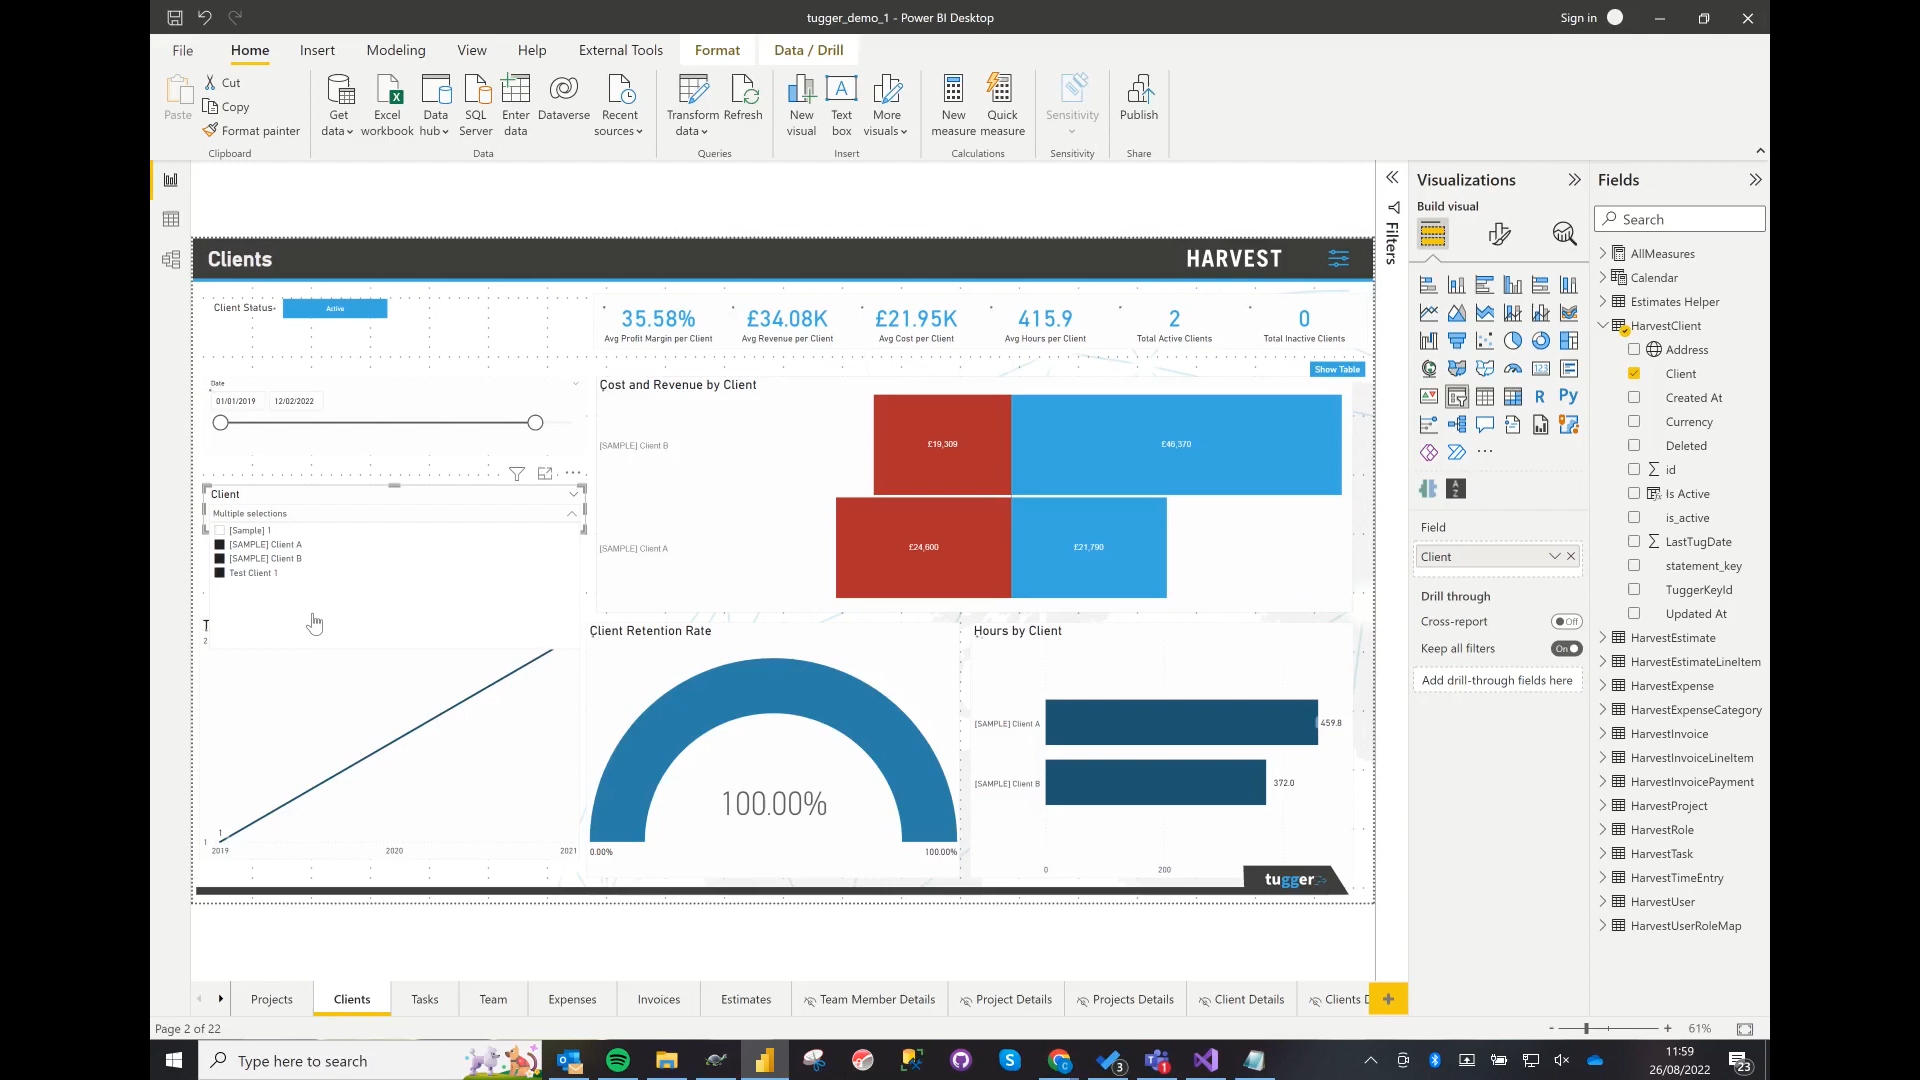 tugger_demo_1 - Power BI Desktop
Sign in
File
Home
Insert
Modeling
View
Help
External Tools
Format
Data / Drill
Paste
Cut
Copy
Format painter
Clipboard
Get data
Excel workbook
Data hub
SQL Server
Enter data
Dataverse
Recent sources
Data
Transform data
Refresh
Queries
New visual
Text box
More visuals
Insert
New measure
Quick measure
Calculations
Sensitivity
Sensitivity
Publish
Share
Clients
HARVEST
Client Status
Active
35.58%
Avg Profit Margin per Client
£34.08K
Avg Revenue per Client
£21.95K
Avg Cost per Client
415.9
Avg Hours per Client
2
Total Active Clients
0
Total Inactive Clients
Show Table
Date
01/01/2019
12/02/2022
Client
Multiple selections
[Sample] 1
[SAMPLE] Client A
[SAMPLE] Client B
Test Client 1
T
2
1
1
2019
2020
2021
Cost and Revenue by Client
[SAMPLE] Client B
£19,309
£46,370
[SAMPLE] Client A
£24,600
£21,790
Client Retention Rate
100.00%
0.00%
100.00%
Hours by Client
[SAMPLE] Client A
459.8
[SAMPLE] Client B
372.0
0
200
tugger
Filters
Visualizations
Build visual
123
R
Py
A
Z
Field
Client
Drill through
Cross-report
Off
Keep all filters
On
Add drill-through fields here
Fields
Search
AllMeasures
Calendar
Estimates Helper
HarvestClient
Address
Client
Created At
Currency
Deleted
id
Is Active
is_active
LastTugDate
statement_key
TuggerKeyId
Updated At
HarvestEstimate
HarvestEstimateLineItem
HarvestExpense
HarvestExpenseCategory
HarvestInvoice
HarvestInvoiceLineItem
HarvestInvoicePayment
HarvestProject
HarvestRole
HarvestTask
HarvestTimeEntry
HarvestUser
HarvestUserRoleMap
Projects
Clients
Tasks
Team
Expenses
Invoices
Estimates
Team Member Details
Project Details
Projects Details
Client Details
Clients D
Page 2 of 22
61%
Type here to search
3
1
11:59
26/08/2022
23